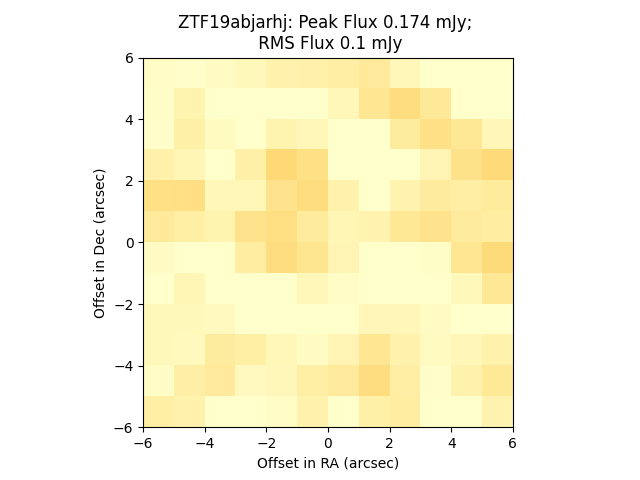 ZTF19abjarhj: Peak Flux 0.174 mJy;
RMS Flux 0.1 mJy
6
4
2
0
−2
−4
−6
Offset in Dec (arcsec)
−6 −4 −2 0 2 4 6
Offset in RA (arcsec)